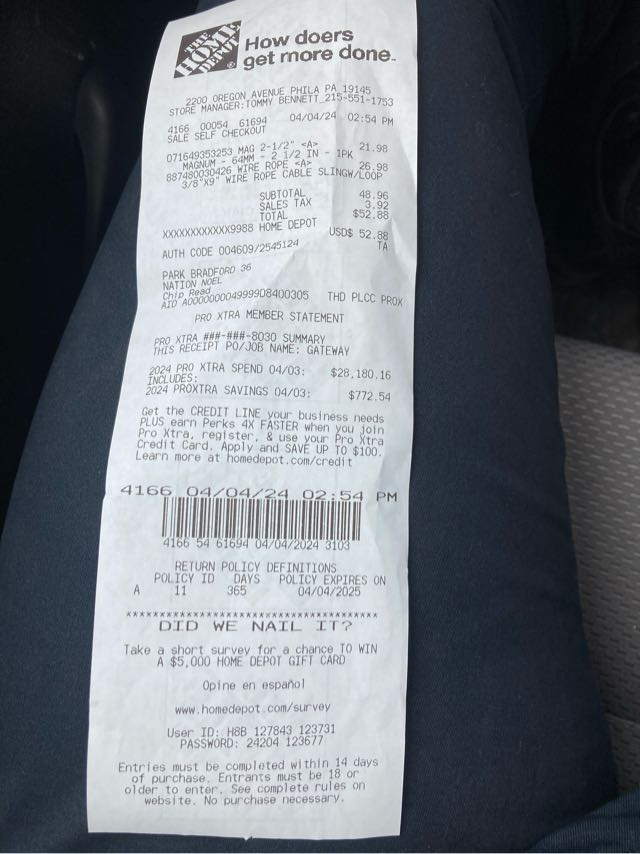 THE
HOME
DEPOT
How doers
get more done.
2200 OREGON AVENUE PHILA PA 19145
STORE MANAGER:TOMMY BENNETT 215-551-1753
4166 00054 61694 04/04/24 02:54 PM
SALE SELF CHECKOUT
071649353253 MAG 2-1/2" <A> 21.98
MAGNUM - 64MM - 2 1/2 IN - 1PK
887480030426 WIRE ROPE <A> 26.98
3/8"X9" WIRE ROPE CABLE SLINGW/LOOP
SUBTOTAL 48.96
SALES TAX 3.92
TOTAL $52.88
XXXXXXXXXXXX9988 HOME DEPOT
USD$ 52.88
AUTH CODE 004609/2545124 TA
PARK BRADFORD 36
NATION NOEL
Chip Read
AID A0000000049999D8400305 THD PLCC PROX
PRO XTRA MEMBER STATEMENT
PRO XTRA ###-###-8030 SUMMARY
THIS RECEIPT PO/JOB NAME: GATEWAY
2024 PRO XTRA SPEND 04/03: $28,180.16
INCLUDES:
2024 PROXTRA SAVINGS 04/03: $772.54
Get the CREDIT LINE your business needs
PLUS earn Perks 4X FASTER when you join
Pro Xtra, register, & use your Pro Xtra
Credit Card. Apply and SAVE UP TO $100.
Learn more at homedepot.com/credit
4166 04/04/24 02:54 PM
4166 54 61694 04/04/2024 3103
RETURN POLICY DEFINITIONS
POLICY ID DAYS POLICY EXPIRES ON
A 11 365 04/04/2025
****************************************
DID WE NAIL IT?
Take a short survey for a chance TO WIN
A $5,000 HOME DEPOT GIFT CARD
Opine en español
www.homedepot.com/survey
User ID: H8B 127843 123731
PASSWORD: 24204 123677
Entries must be completed within 14 days
of purchase. Entrants must be 18 or
older to enter. See complete rules on
website. No purchase necessary.